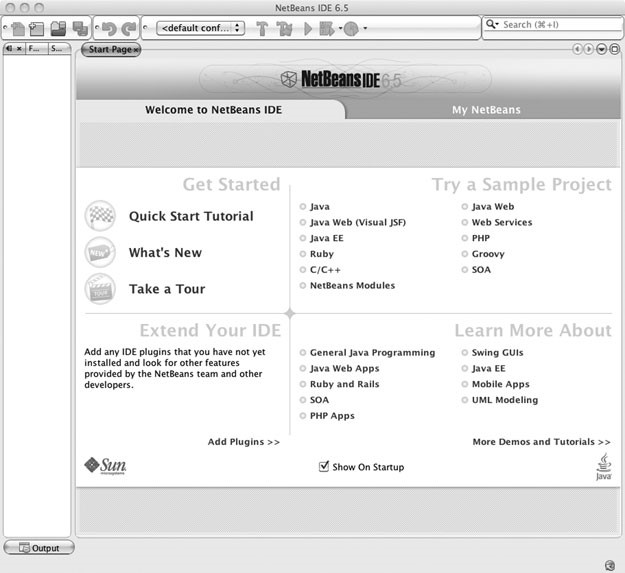 NetBeans IDE 6.5
<default conf...
Search (⌘+I)
F...
S...
Start Page
NetBeans IDE 6.5
Welcome to NetBeans IDE
My NetBeans
Get Started
Quick Start Tutorial
What's New
Take a Tour
Try a Sample Project
Java
Java Web (Visual JSF)
Java EE
Ruby
C/C++
NetBeans Modules
Java Web
Web Services
PHP
Groovy
SOA
Extend Your IDE
Add any IDE plugins that you have not yet
installed and look for other features
provided by the NetBeans team and other
developers.
Add Plugins >>
Learn More About
General Java Programming
Java Web Apps
Ruby and Rails
SOA
PHP Apps
Swing GUIs
Java EE
Mobile Apps
UML Modeling
More Demos and Tutorials >>
Sun
microsystems
Show On Startup
Java
Output